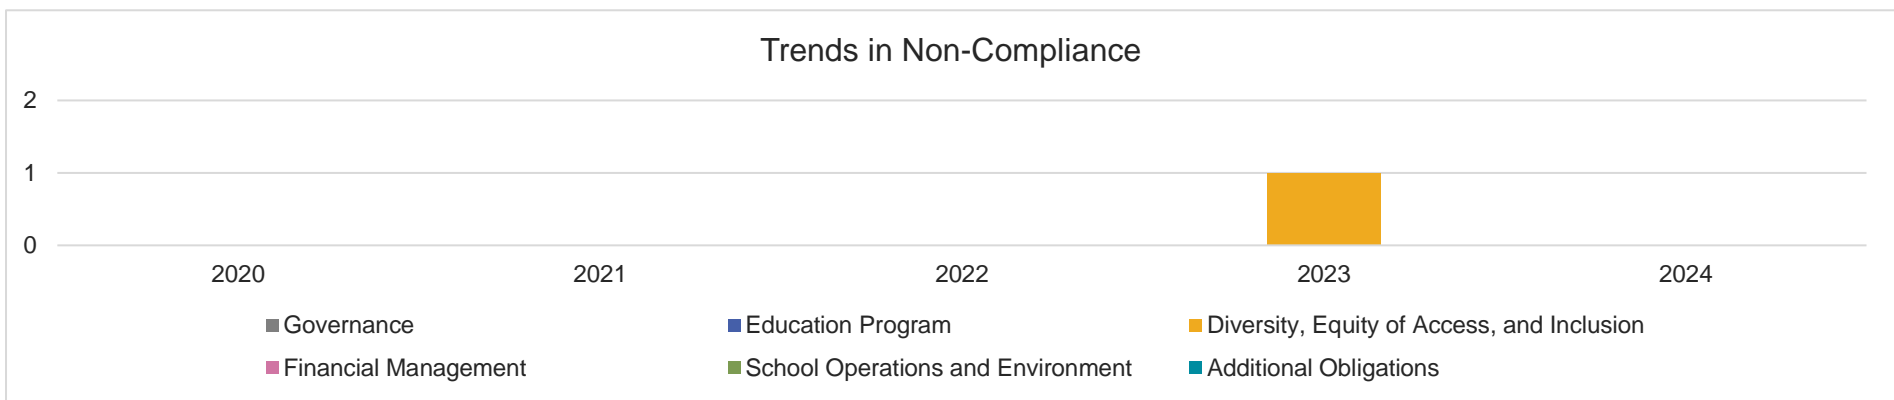 Trends in Non-Compliance
2
1
0
2020 2021 2022 2023 2024
Governance Education Program Diversity, Equity of Access, and Inclusion
Financial Management School Operations and Environment Additional Obligations